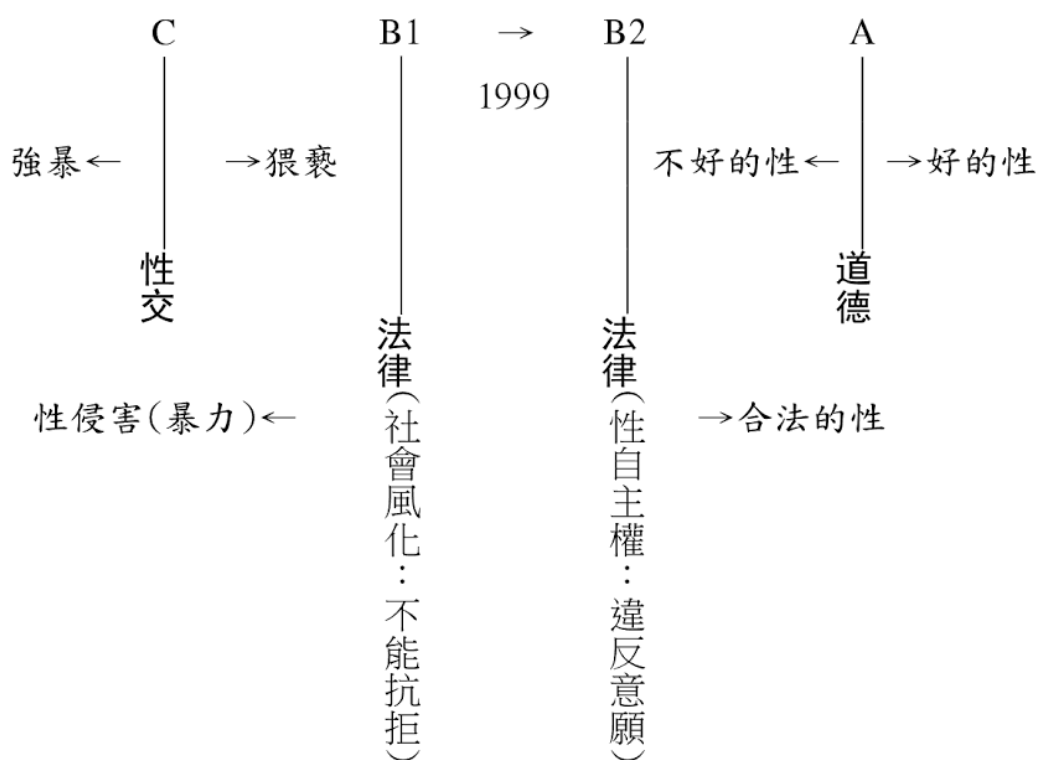 C B1 → B2 A
1999
強暴← →猥褻 不好的性← →好的性
性交
道德
法律(社會風化：不能抗拒)
法律(性自主權：違反意願)
性侵害(暴力)← →合法的性